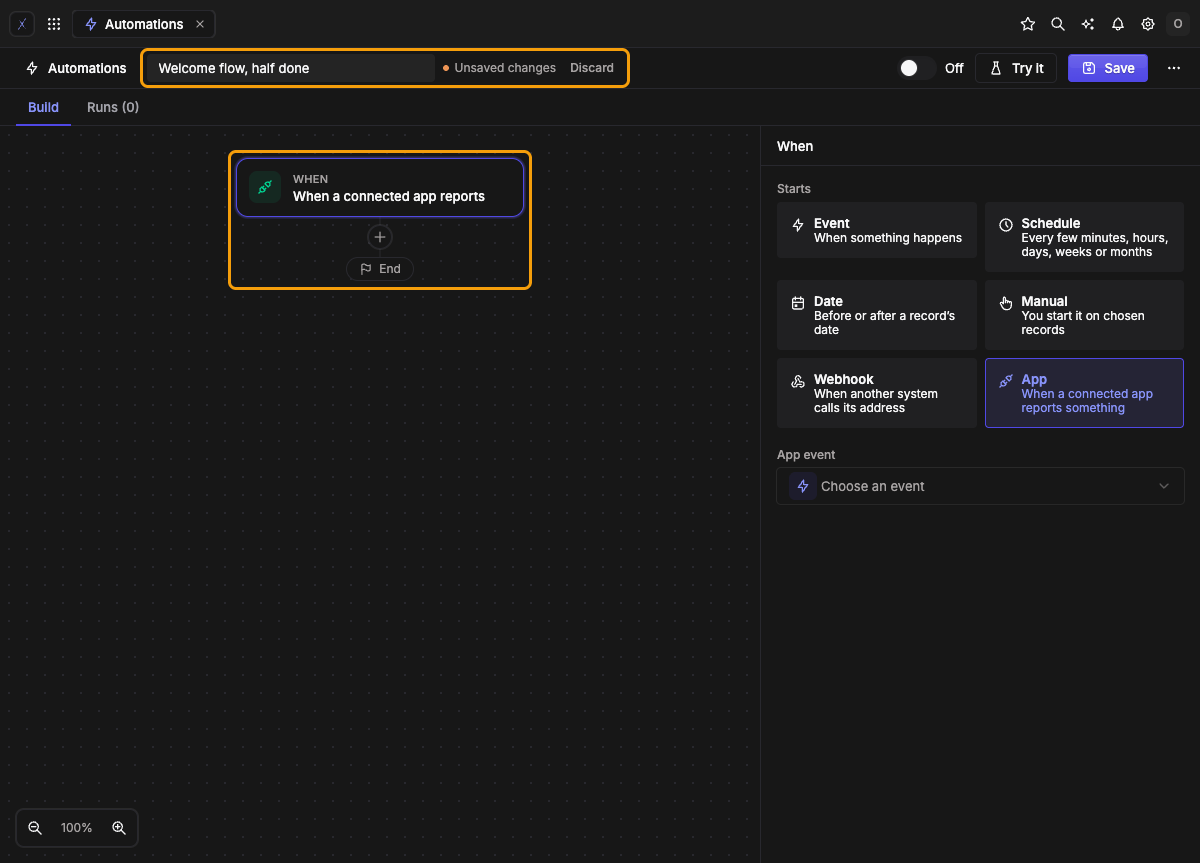 Automations
O
Automations
Welcome flow, half done
Unsaved changes
Discard
Off
Try it
Save
Build
Runs (0)
WHEN
When a connected app reports
End
100%
When
Starts
Event
When something happens
Schedule
Every few minutes, hours,
days, weeks or months
Date
Before or after a record’s
date
Manual
You start it on chosen
records
Webhook
When another system
calls its address
App
When a connected app
reports something
App event
Choose an event